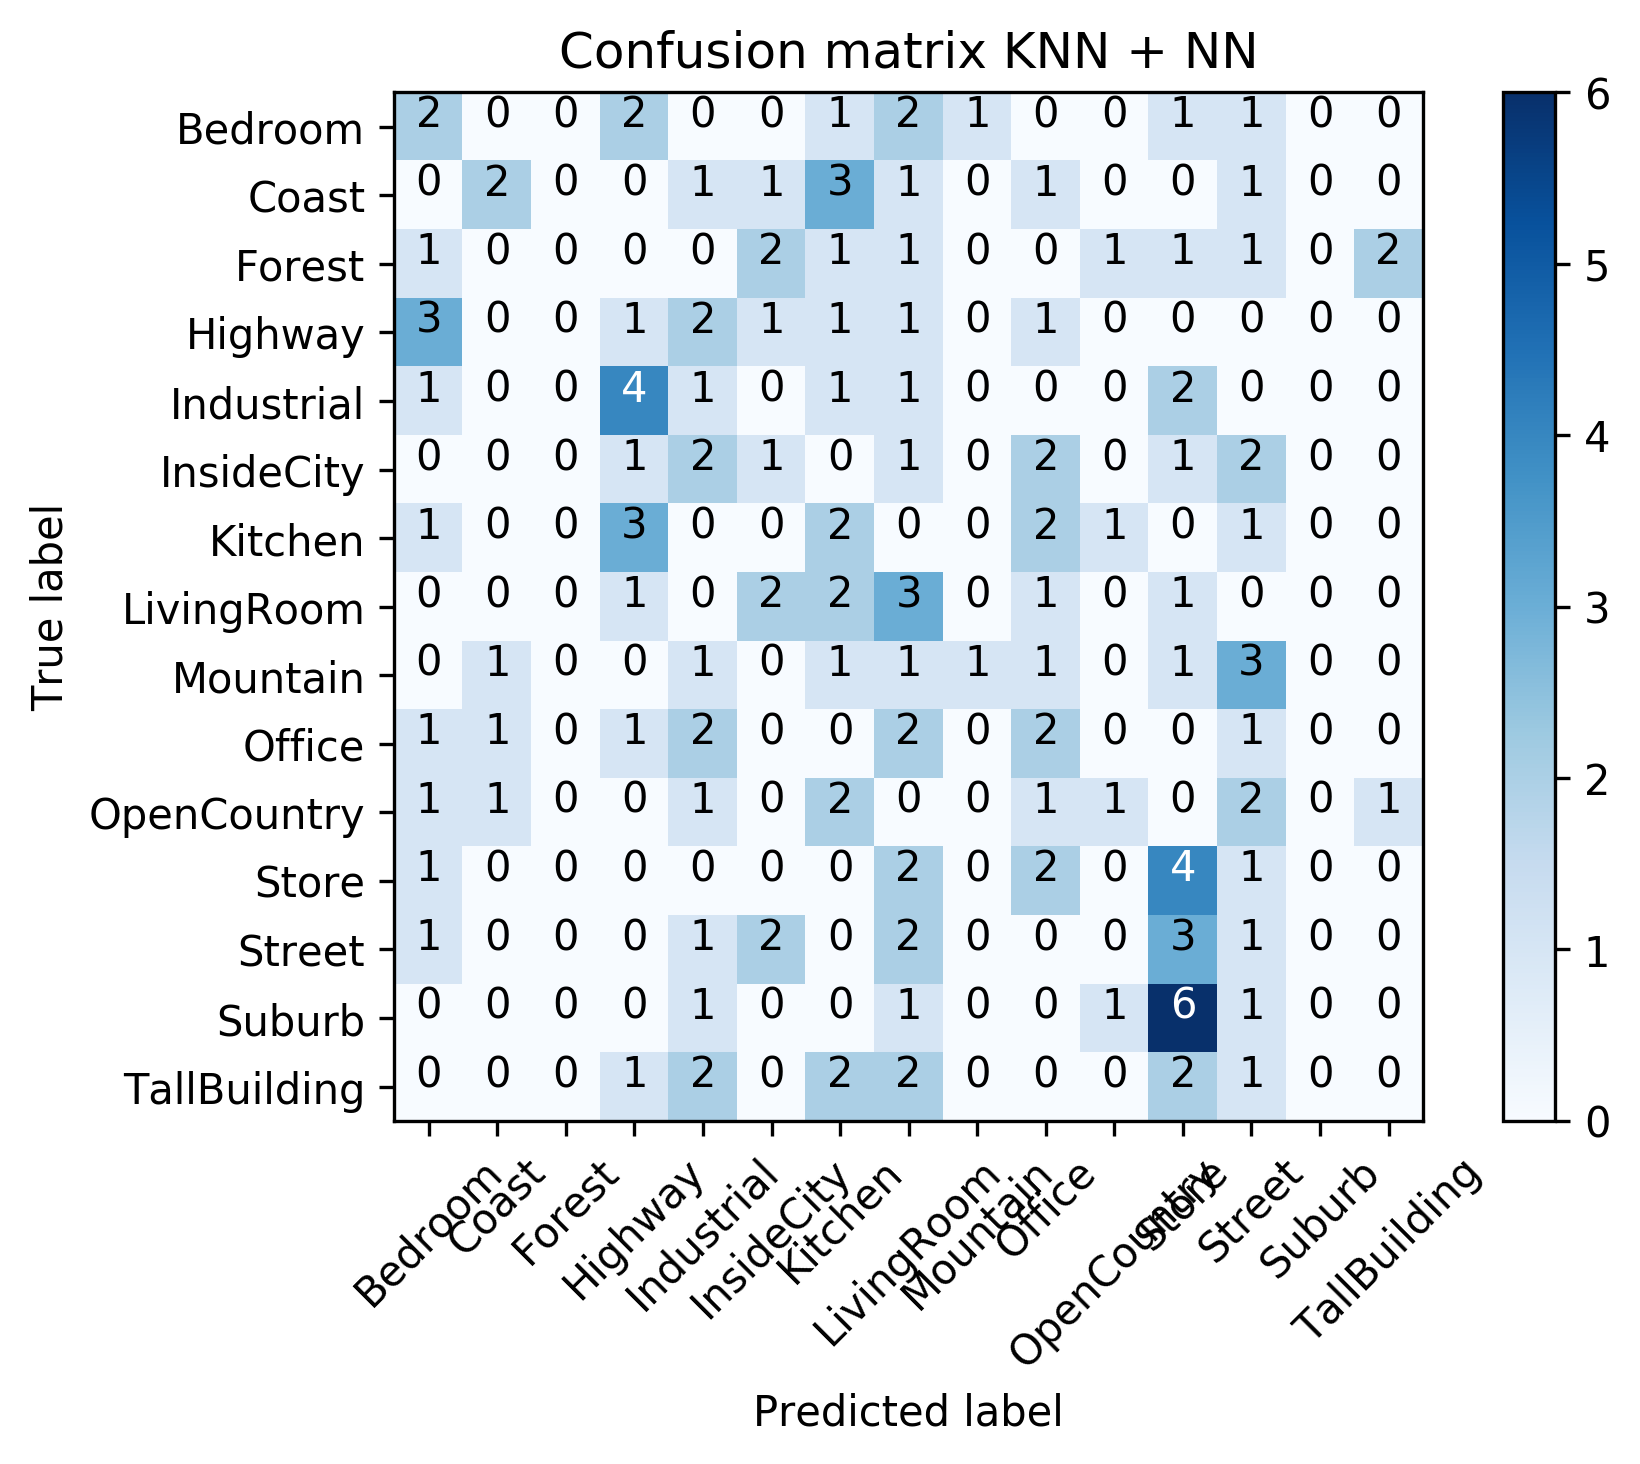 Confusion matrix KNN + NN
Bedroom 2 0 0 2 0 0 1 2 1 0 0 1 1 0 0
Coast 0 2 0 0 1 1 3 1 0 1 0 0 1 0 0
Forest 1 0 0 0 0 2 1 1 0 0 1 1 1 0 2
Highway 3 0 0 1 2 1 1 1 0 1 0 0 0 0 0
Industrial 1 0 0 4 1 0 1 1 0 0 0 2 0 0 0
InsideCity 0 0 0 1 2 1 0 1 0 2 0 1 2 0 0
Kitchen 1 0 0 3 0 0 2 0 0 2 1 0 1 0 0
LivingRoom 0 0 0 1 0 2 2 3 0 1 0 1 0 0 0
Mountain 0 1 0 0 1 0 1 1 1 1 0 1 3 0 0
Office 1 1 0 1 2 0 0 2 0 2 0 0 1 0 0
OpenCountry 1 1 0 0 1 0 2 0 0 1 1 0 2 0 1
Store 1 0 0 0 0 0 0 2 0 2 0 4 1 0 0
Street 1 0 0 0 1 2 0 2 0 0 0 3 1 0 0
Suburb 0 0 0 0 1 0 0 1 0 0 1 6 1 0 0
TallBuilding 0 0 0 1 2 0 2 2 0 0 0 2 1 0 0
True label
Bedroom
Coast
Forest
Highway
Industrial
InsideCity
Kitchen
LivingRoom
Mountain
Office
OpenCountry
Store
Street
Suburb
TallBuilding
Predicted label
6
5
4
3
2
1
0